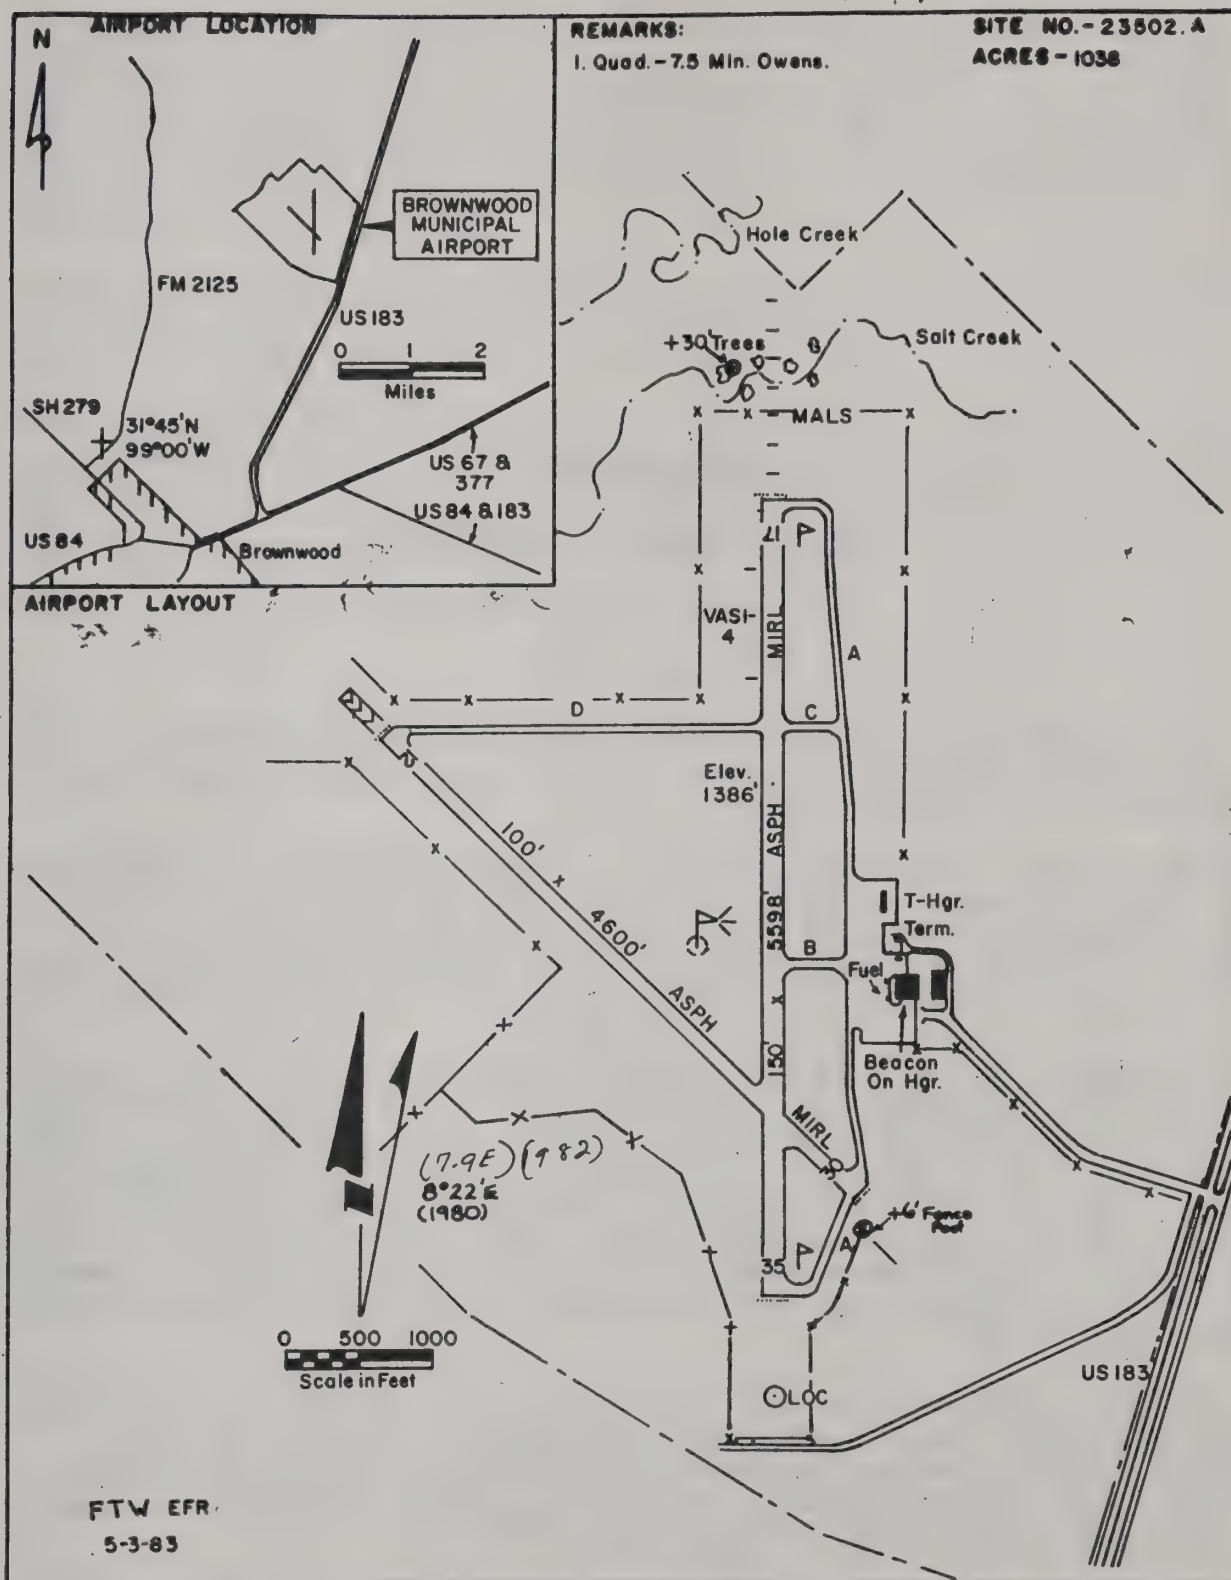 AIRPORT LOCATION
N
BROWNWOOD
MUNICIPAL
AIRPORT
FM 2125
US 183
0 1 2
Miles
SH 279
31°45'N
99°00'W
US 67 &
377
US 84 & 183
US 84
Brownwood
REMARKS:
1. Quad.-7.5 Min. Owens.
SITE NO.-23502.A
ACRES-1038
AIRPORT LAYOUT
Hole Creek
Salt Creek
+30' Trees
MALS
17
VASI-
4
MIRL
A
D
C
Elev.
1386'
ASPH
100'
4600'
ASPH
5598'
T-Hgr.
Term.
B
Fuel
150'
Beacon
On Hgr.
MIRL
30
(7.9E) (982)
8°22'E
(1980)
+6' Fence
Post
A
35
0 500 1000
Scale in Feet
LOC
US 183
FTW EFR
5-3-83